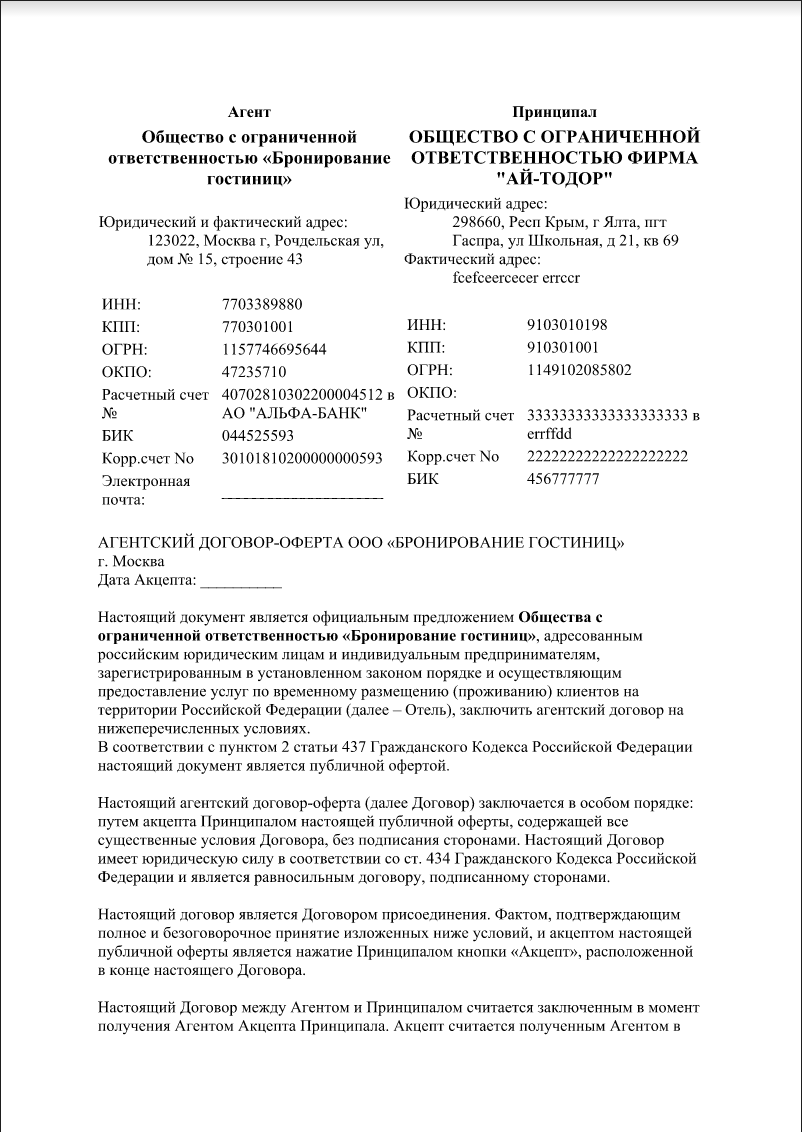 Агент
Общество с ограниченной
ответственностью «Бронирование
гостиниц»
Юридический и фактический адрес:
123022, Москва г, Рочдельская ул,
дом № 15, строение 43
ИНН: 7703389880
КПП: 770301001
ОГРН: 1157746695644
ОКПО: 47235710
Расчетный счет 40702810302200004512 в
№ АО "АЛЬФА-БАНК"
БИК 044525593
Корр.счет No 30101810200000000593
Электронная
почта: ____________________
Принципал
ОБЩЕСТВО С ОГРАНИЧЕННОЙ
ОТВЕТСТВЕННОСТЬЮ ФИРМА
"АЙ-ТОДОР"
Юридический адрес:
298660, Респ Крым, г Ялта, пгт
Гаспра, ул Школьная, д 21, кв 69
Фактический адрес:
fcefceercecer errccr
ИНН: 9103010198
КПП: 910301001
ОГРН: 1149102085802
ОКПО:
Расчетный счет 33333333333333333333 в
№ errffdd
Корр.счет No 22222222222222222222
БИК 456777777
АГЕНТСКИЙ ДОГОВОР-ОФЕРТА ООО «БРОНИРОВАНИЕ ГОСТИНИЦ»
г. Москва
Дата Акцепта: __________
Настоящий документ является официальным предложением Общества с
ограниченной ответственностью «Бронирование гостиниц», адресованным
российским юридическим лицам и индивидуальным предпринимателям,
зарегистрированным в установленном законом порядке и осуществляющим
предоставление услуг по временному размещению (проживанию) клиентов на
территории Российской Федерации (далее – Отель), заключить агентский договор на
нижеперечисленных условиях.
В соответствии с пунктом 2 статьи 437 Гражданского Кодекса Российской Федерации
настоящий документ является публичной офертой.
Настоящий агентский договор-оферта (далее Договор) заключается в особом порядке:
путем акцепта Принципалом настоящей публичной оферты, содержащей все
существенные условия Договора, без подписания сторонами. Настоящий Договор
имеет юридическую силу в соответствии со ст. 434 Гражданского Кодекса Российской
Федерации и является равносильным договору, подписанному сторонами.
Настоящий договор является Договором присоединения. Фактом, подтверждающим
полное и безоговорочное принятие изложенных ниже условий, и акцептом настоящей
публичной оферты является нажатие Принципалом кнопки «Акцепт», расположенной
в конце настоящего Договора.
Настоящий Договор между Агентом и Принципалом считается заключенным в момент
получения Агентом Акцепта Принципала. Акцепт считается полученным Агентом в